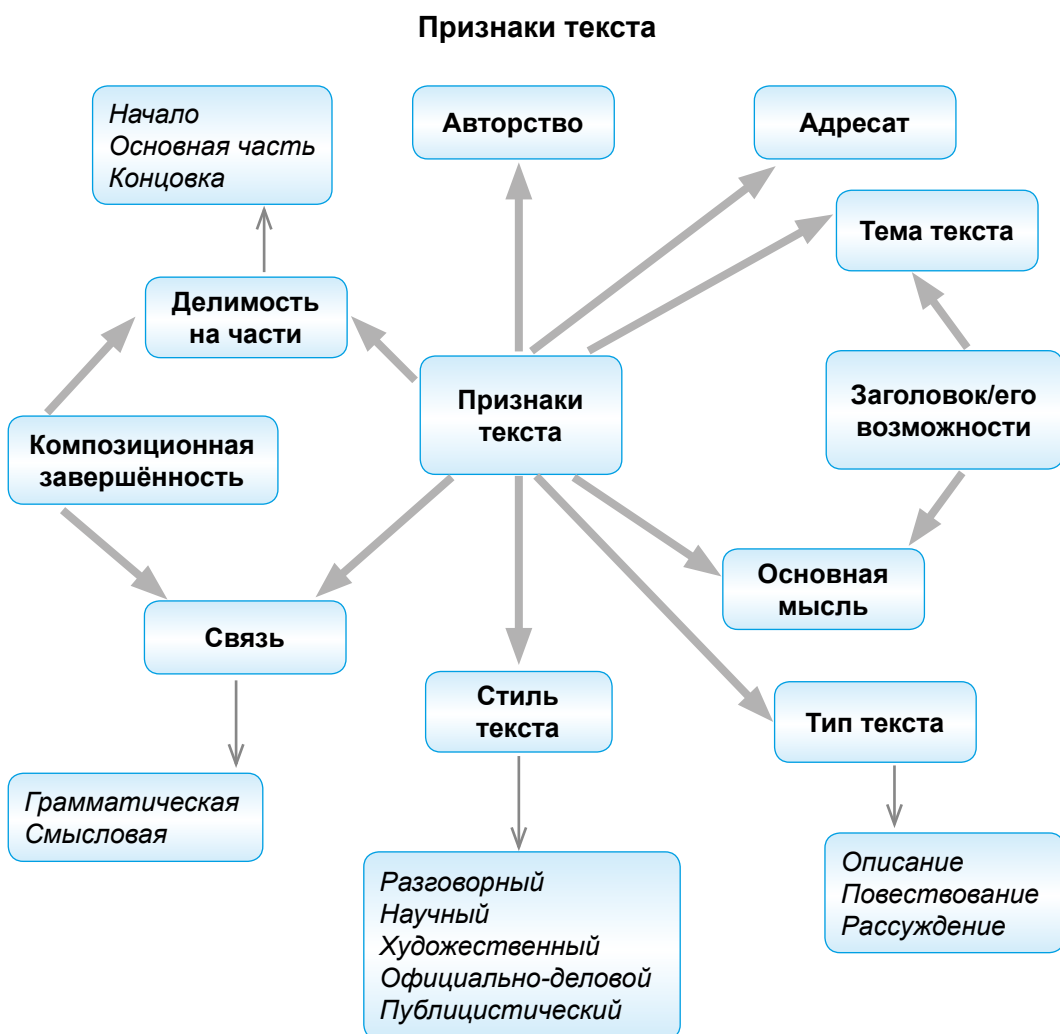 Признаки текста
Начало
Основная часть
Концовка
Авторство
Адресат
Тема текста
Делимость
на части
Признаки
текста
Заголовок/его
возможности
Композиционная
завершённость
Основная
мысль
Связь
Стиль
текста
Тип текста
Грамматическая
Смысловая
Разговорный
Научный
Художественный
Официально-деловой
Публицистический
Описание
Повествование
Рассуждение